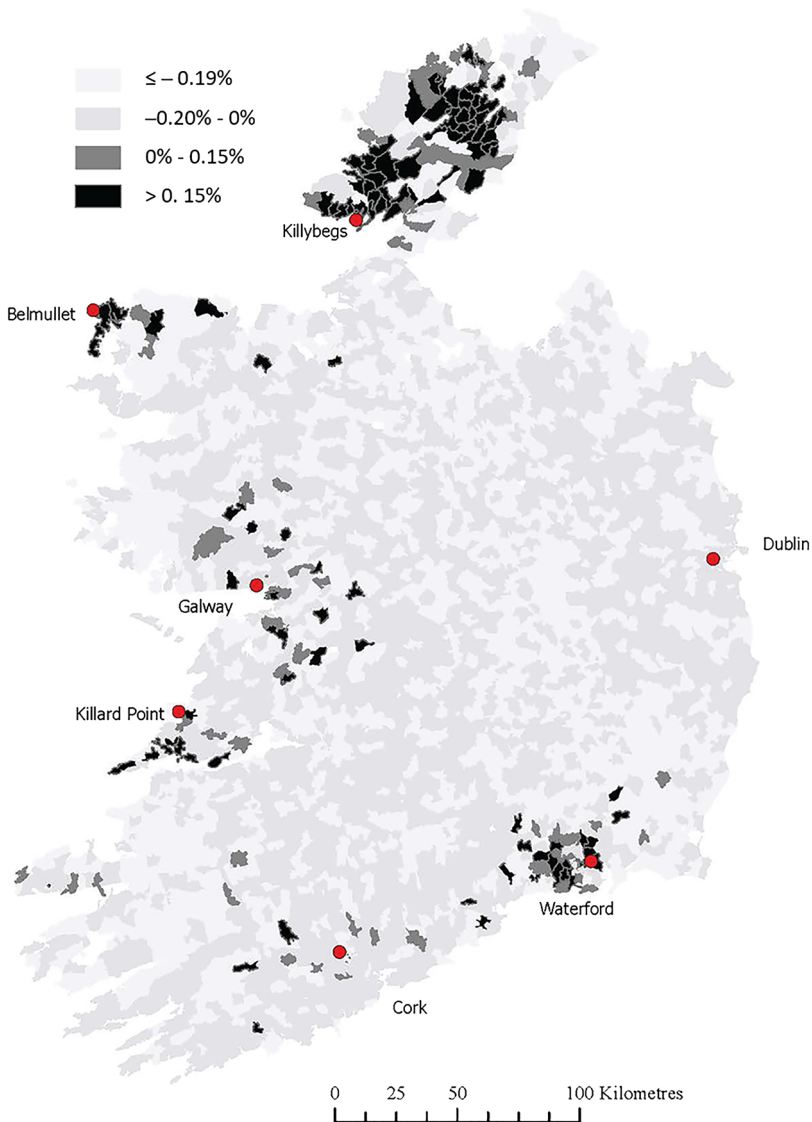 ≤ – 0.19%
–0.20% - 0%
0% - 0.15%
> 0. 15%
Killybegs
Belmullet
Dublin
Galway
Killard Point
Waterford
Cork
0 25 50 100 Kilometres